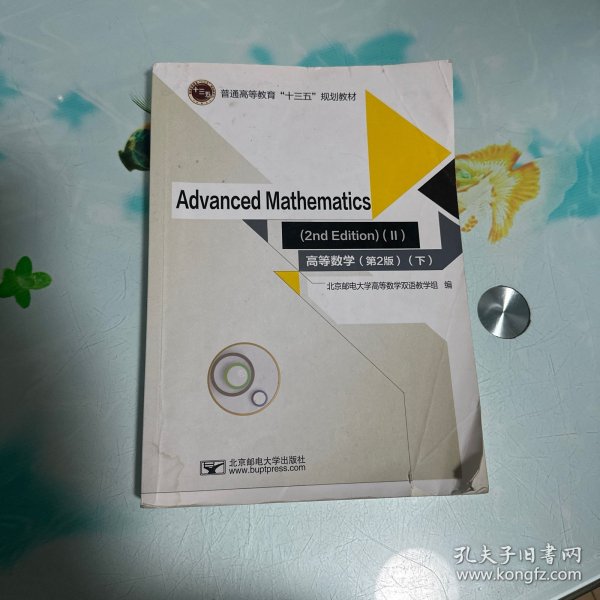 普通高等教育“十三五”规划教材
Advanced Mathematics
(2nd Edition)(II)
高等数学(第2版)(下)
北京邮电大学高等数学双语教学组 编
北京邮电大学出版社
www.buptpress.com
孔夫子旧书网
www.kongfz.com